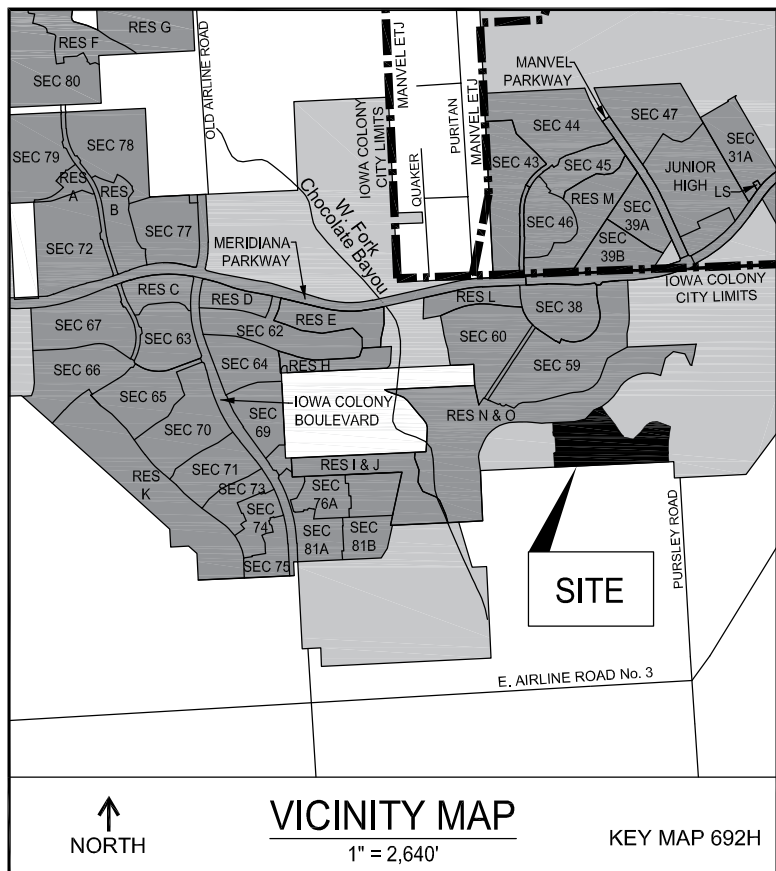 RES G
RES F
SEC 80
OLD AIRLINE ROAD
SEC 79
SEC 78
RES
A
RES
B
SEC 77
SEC 72
MANVEL ETJ
IOWA COLONY
CITY LIMITS
QUAKER
PURITAN
MANVEL ETJ
MANVEL
PARKWAY
SEC 44
SEC 47
SEC 43
SEC 45
SEC
31A
JUNIOR
HIGH
LS
RES M
SEC 46
SEC
39A
SEC
39B
W. Fork
Chocolate Bayou
MERIDIANA
PARKWAY
IOWA COLONY
CITY LIMITS
RES C
RES D
RES E
RES L
SEC 38
SEC 67
SEC 63
SEC 62
SEC 60
SEC 66
SEC 64
RES H
SEC 59
SEC 65
IOWA COLONY
BOULEVARD
SEC 70
SEC
69
RES N & O
RES
K
SEC 71
RES I & J
SEC 73
SEC
76A
SEC
74
SEC
81A
SEC
81B
SEC 75
SITE
PURSLEY ROAD
E. AIRLINE ROAD No. 3
NORTH
VICINITY MAP
1" = 2,640'
KEY MAP 692H